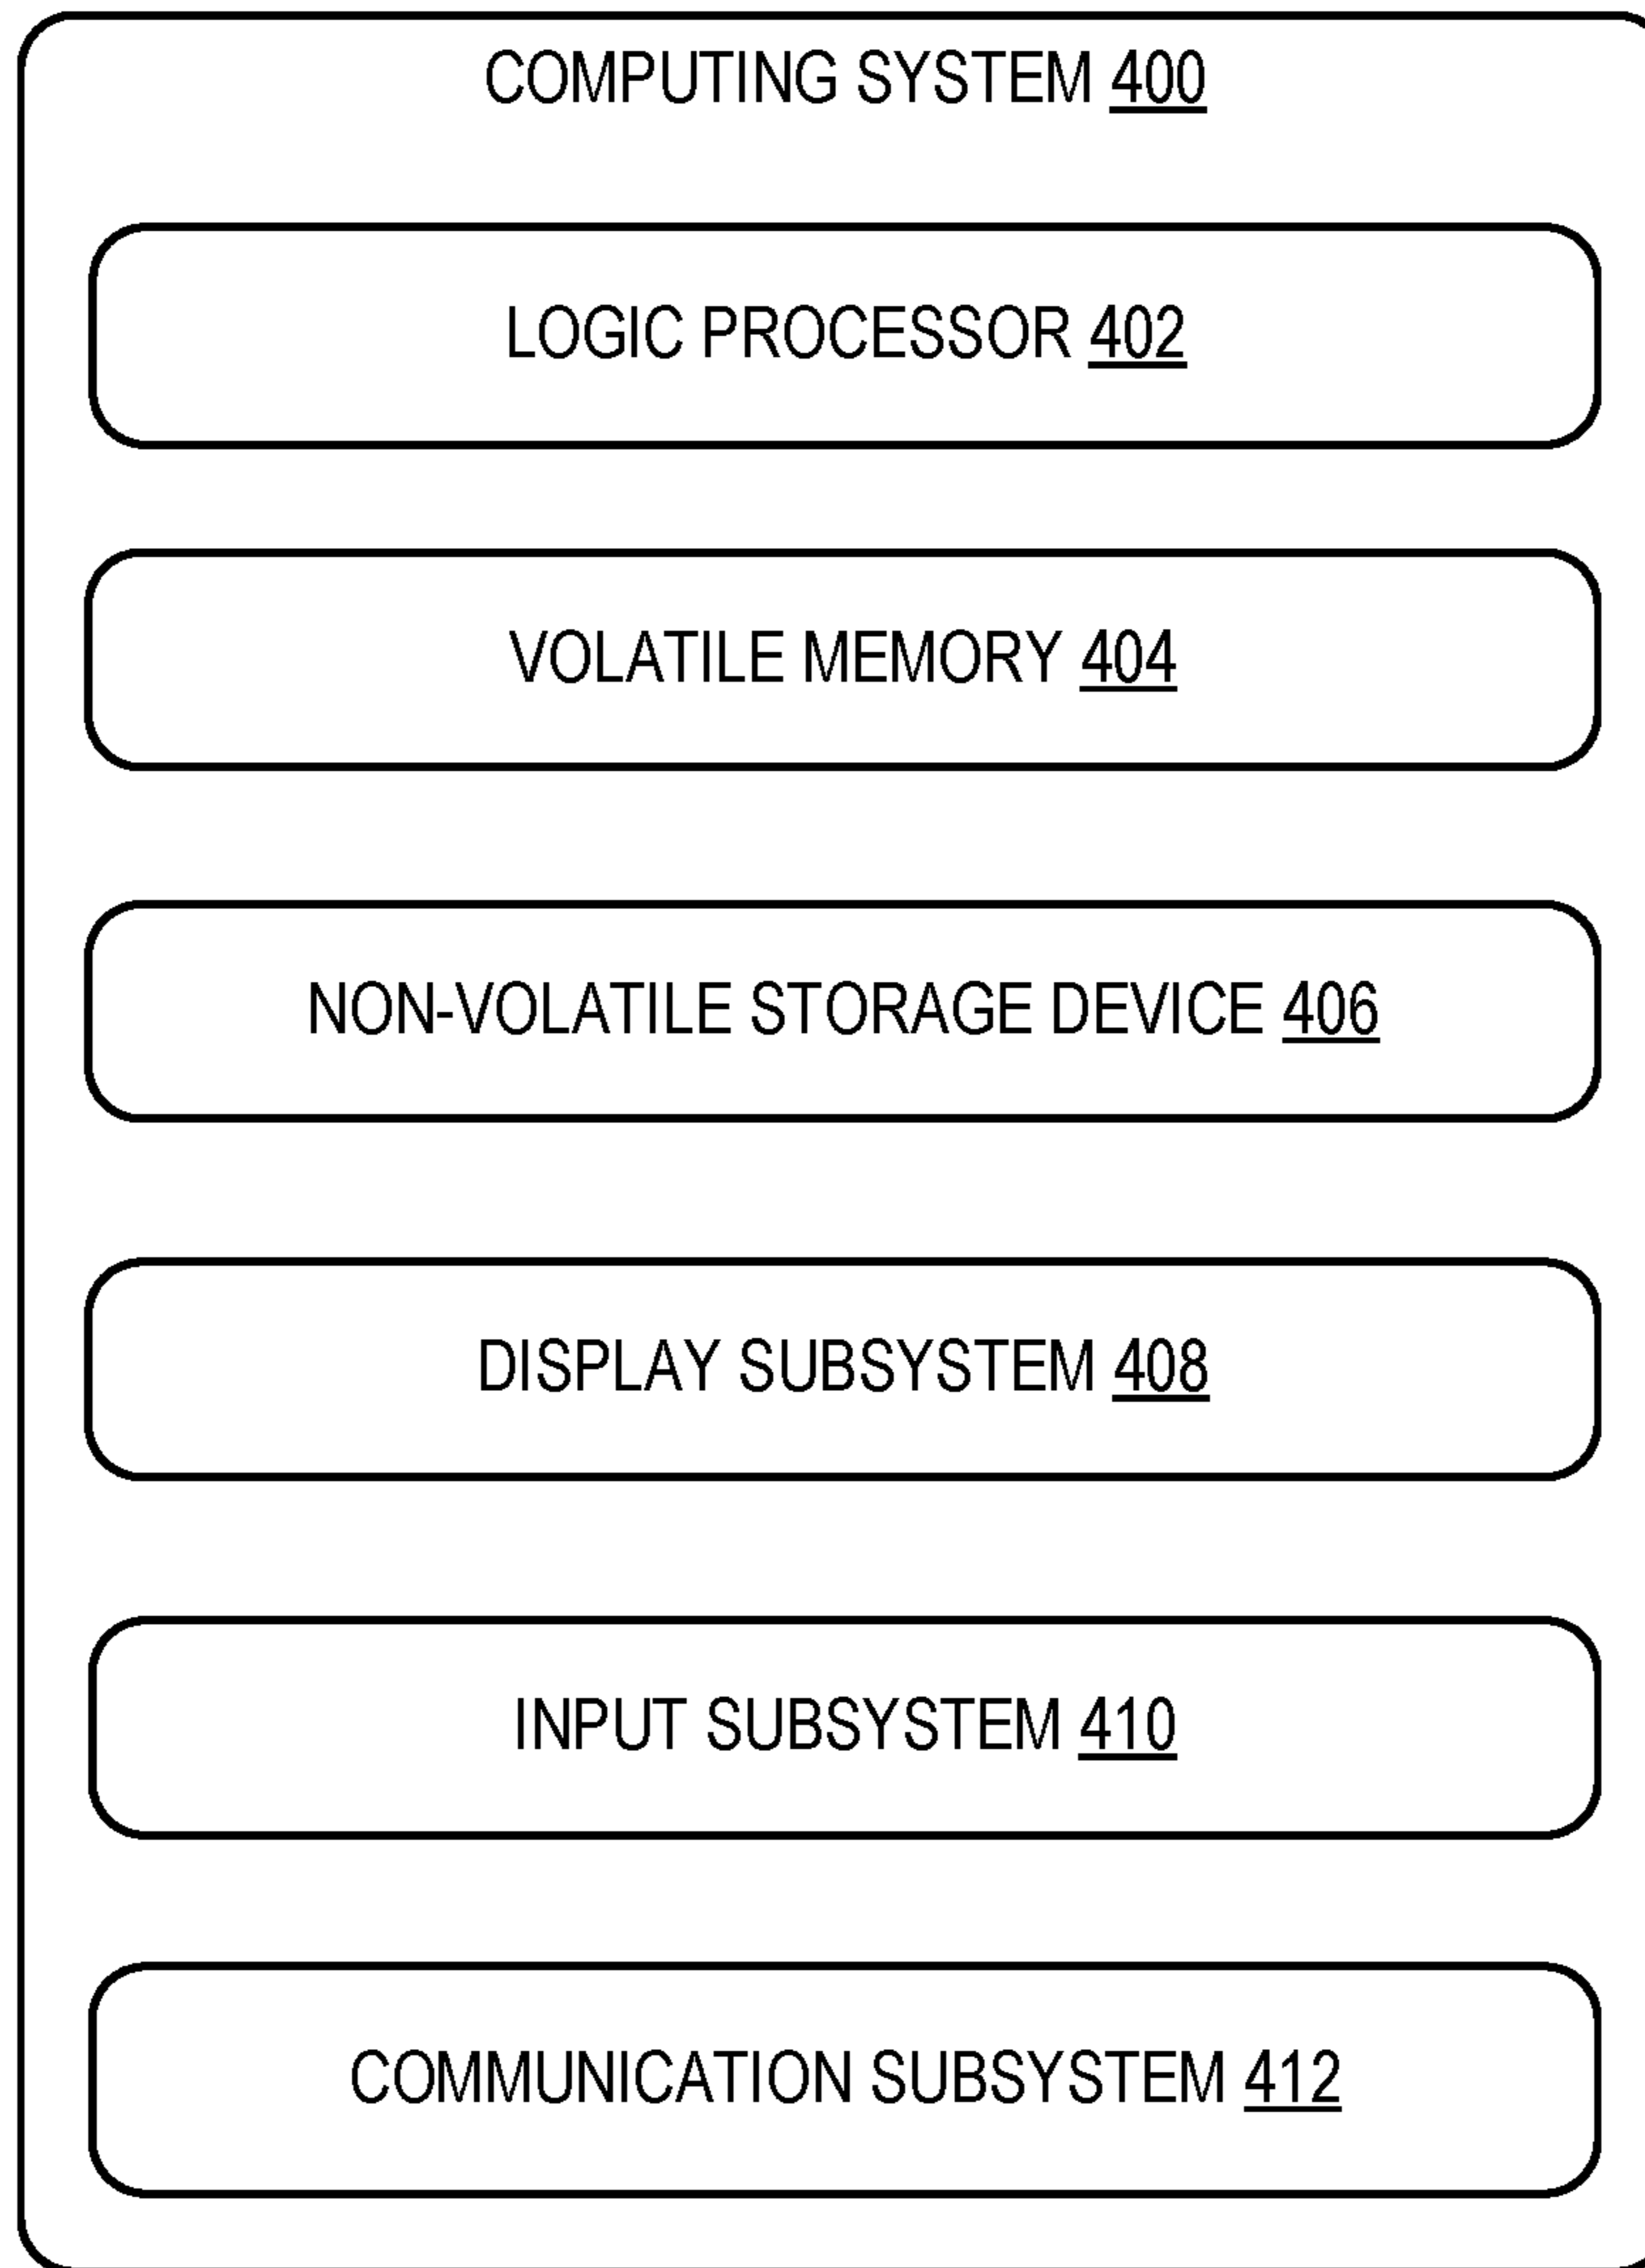 COMPUTING SYSTEM 400
LOGIC PROCESSOR 402
VOLATILE MEMORY 404
NON-VOLATILE STORAGE DEVICE 406
DISPLAY SUBSYSTEM 408
INPUT SUBSYSTEM 410
COMMUNICATION SUBSYSTEM 412